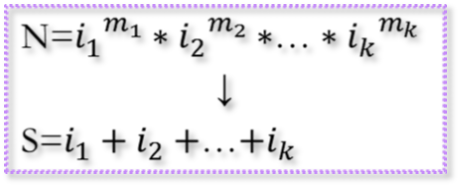 N=i₁^m₁ * i₂^m₂ *…* iₖ^mₖ
↓
S=i₁ + i₂ +…+iₖ